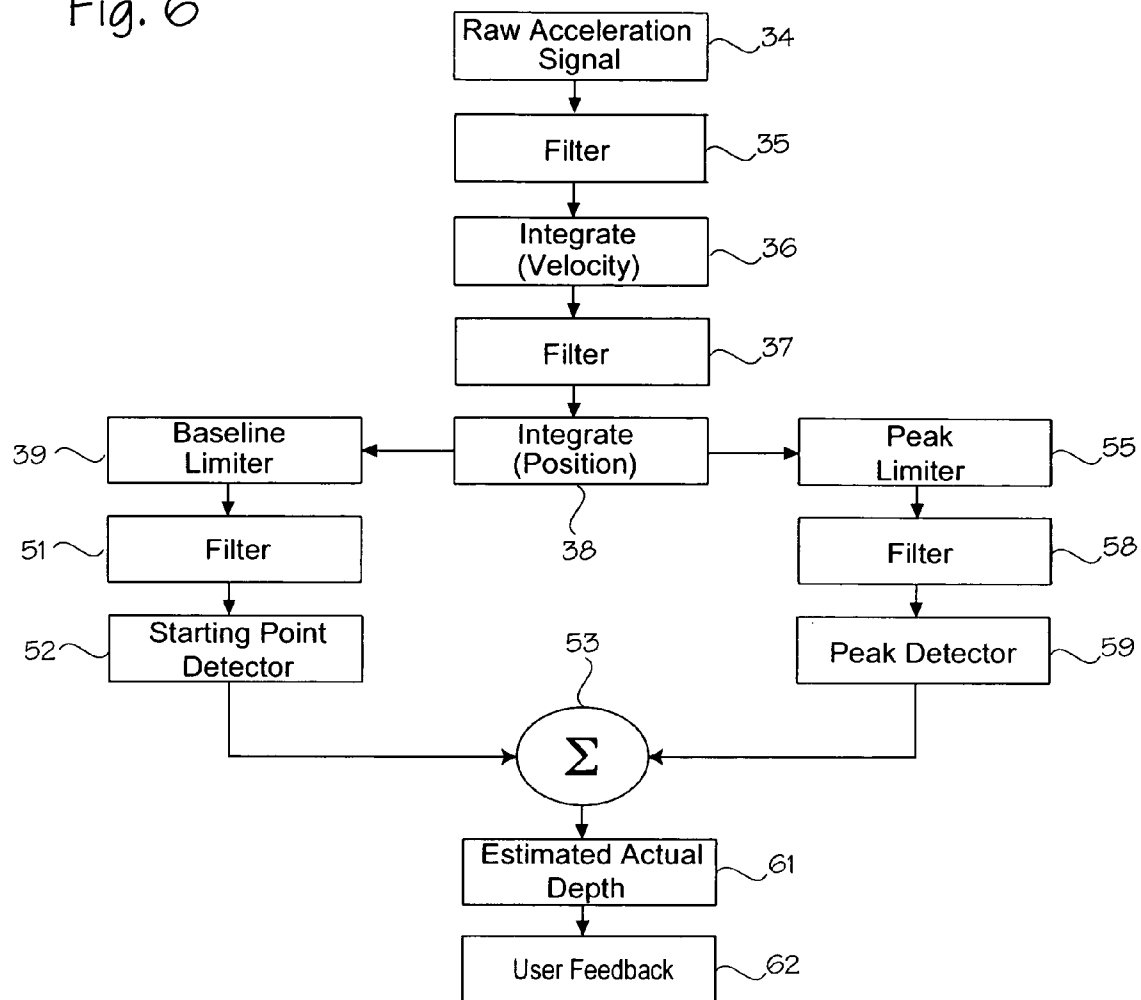 Fig. 6
Raw Acceleration
Signal
34
Filter
35
Integrate
(Velocity)
36
Filter
37
Baseline
Limiter
39
Integrate
(Position)
38
Peak
Limiter
55
51
Filter
Filter
58
52
Starting Point
Detector
53
Peak Detector
59
Σ
Estimated Actual
Depth
61
User Feedback
62